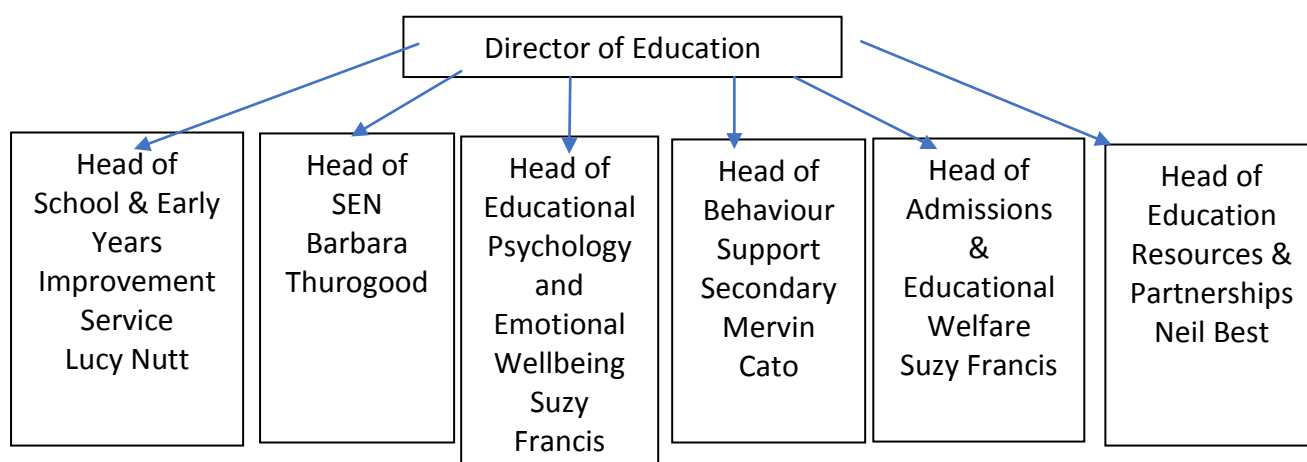 Director of Education
Head of
School & Early
Years
Improvement
Service
Lucy Nutt
Head of
SEN
Barbara
Thurogood
Head of
Educational
Psychology
and
Emotional
Wellbeing
Suzy
Francis
Head of
Behaviour
Support
Secondary
Mervin
Cato
Head of
Admissions
&
Educational
Welfare
Suzy Francis
Head of
Education
Resources &
Partnerships
Neil Best